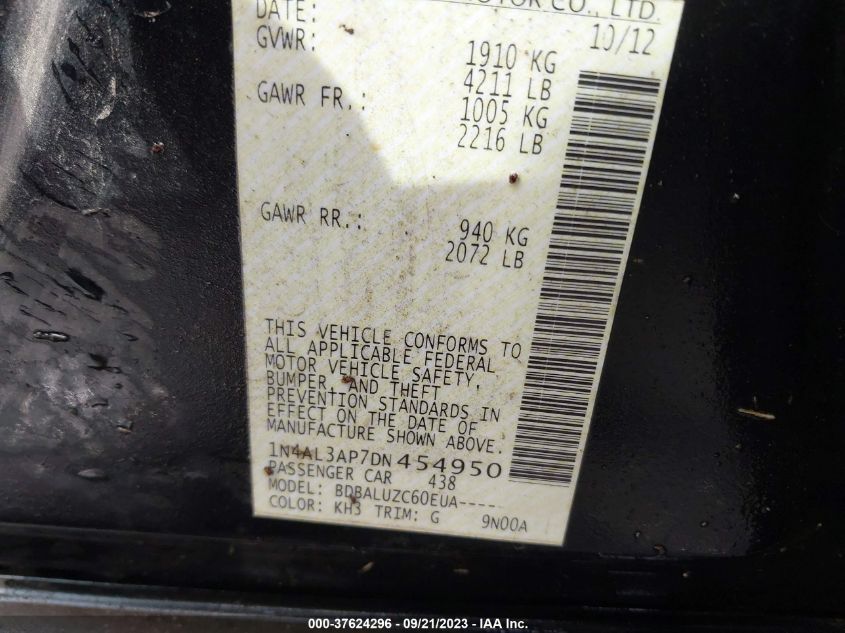 DATE: MOTOR CO., LTD.
10/12
GVWR: 1910 KG
4211 LB
GAWR FR.: 1005 KG
2216 LB
GAWR RR.: 940 KG
2072 LB
THIS VEHICLE CONFORMS TO
ALL APPLICABLE FEDERAL
MOTOR VEHICLE SAFETY,
BUMPER, AND THEFT
PREVENTION STANDARDS IN
EFFECT ON THE DATE OF
MANUFACTURE SHOWN ABOVE.
1N4AL3AP7DN454950
PASSENGER CAR 438
MODEL: BDBALUZC60EUA-----
COLOR: KH3 TRIM: G 9N00A
000-37624296 - 09/21/2023 - IAA Inc.